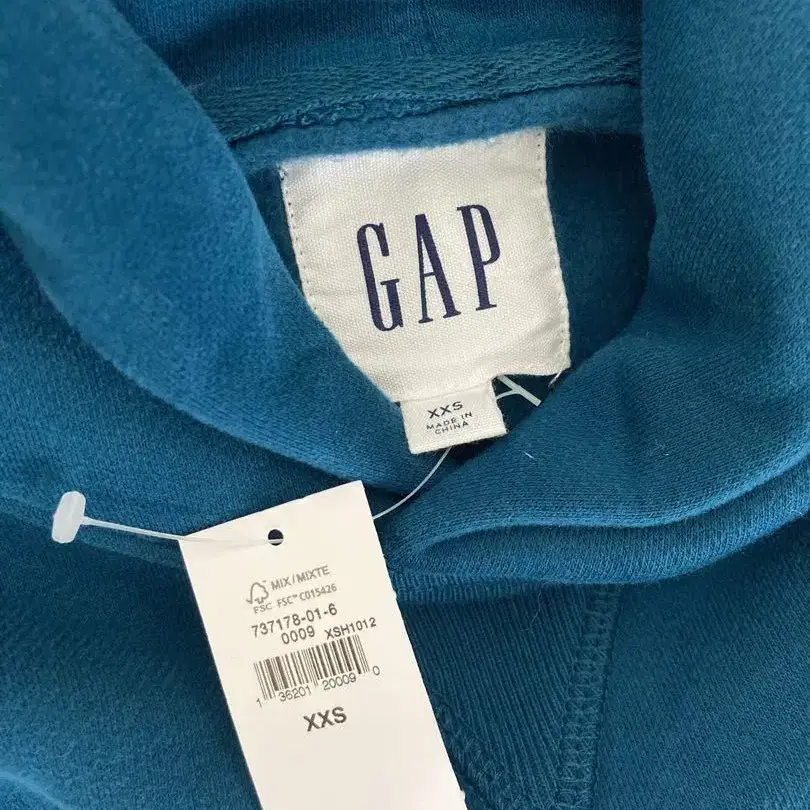 GAP
XXS
MADE IN
CHINA
MIX/MIXTE
FSC FSC™ C015426
737178-01-6
0009 XSH1012
1 36201 20009 0
XXS